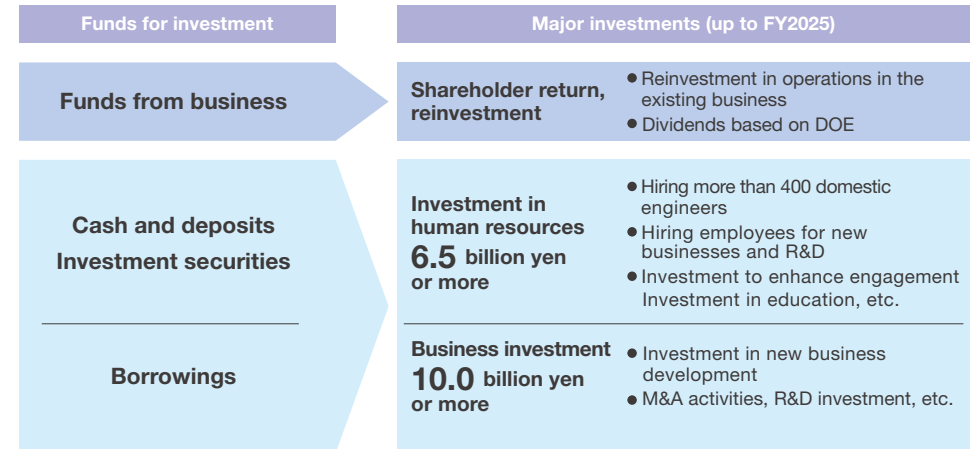 Funds for investment
Major investments (up to FY2025)
Funds from business
Shareholder return,
reinvestment
● Reinvestment in operations in the
existing business
● Dividends based on DOE
Cash and deposits
Investment securities
Investment in
human resources
6.5 billion yen
or more
● Hiring more than 400 domestic
engineers
● Hiring employees for new
businesses and R&D
● Investment to enhance engagement
Investment in education, etc.
Borrowings
Business investment
10.0 billion yen
or more
● Investment in new business
development
● M&A activities, R&D investment, etc.